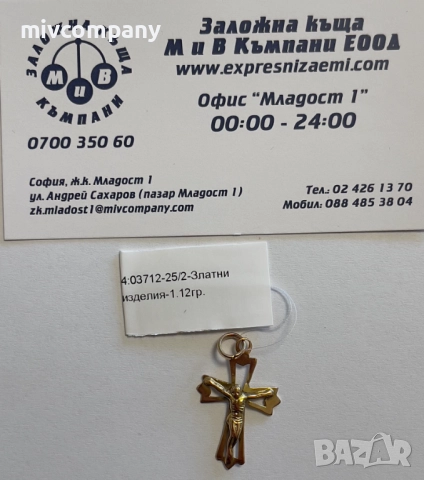 mivcompany
ЗАЛОЖНА КЪЩА
М и В
КЪМПАНИ
0700 350 60
Заложна къща
М и В Къмпани ЕООД
www.expresnizaemi.com
Офис "Младост 1"
00:00 - 24:00
София, ж.к. Младост 1
ул. Андрей Сахаров (пазар Младост 1)
zk.mladost1@mivcompany.com
Тел.: 02 426 13 70
Мобил: 088 485 38 04
4:03712-25/2-Златни
изделия-1.12гр.
BAZAR